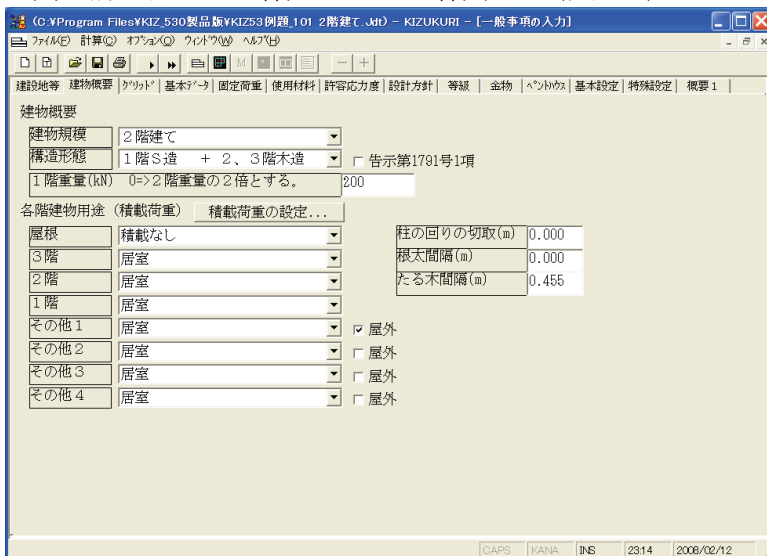 (C:¥Program Files¥KIZ_530製品版¥KIZ53例題_101 2階建て.Jdt) - KIZUKURI - [一般事項の入力]
ファイル(F) 計算(C) オプション(O) ウィンドウ(W) ヘルプ(H)
建設地等 建物概要 グリッド 基本データ 固定荷重 使用材料 許容応力度 設計方針 等級 金物 ペントハウス 基本設定 特殊設定 概要1
建物概要
建物規模 2階建て
構造形態 1階S造 + 2、3階木造 告示第1791号1項
1階重量(kN) 0=>2階重量の2倍とする。 200
各階建物用途(積載荷重) 積載荷重の設定...
屋根 積載なし 柱の回りの切取(m) 0.000
3階 居室 根太間隔(m) 0.000
2階 居室 たる木間隔(m) 0.455
1階 居室
その他1 居室 屋外
その他2 居室 屋外
その他3 居室 屋外
その他4 居室 屋外
CAPS KANA INS 23:14 2008/02/12